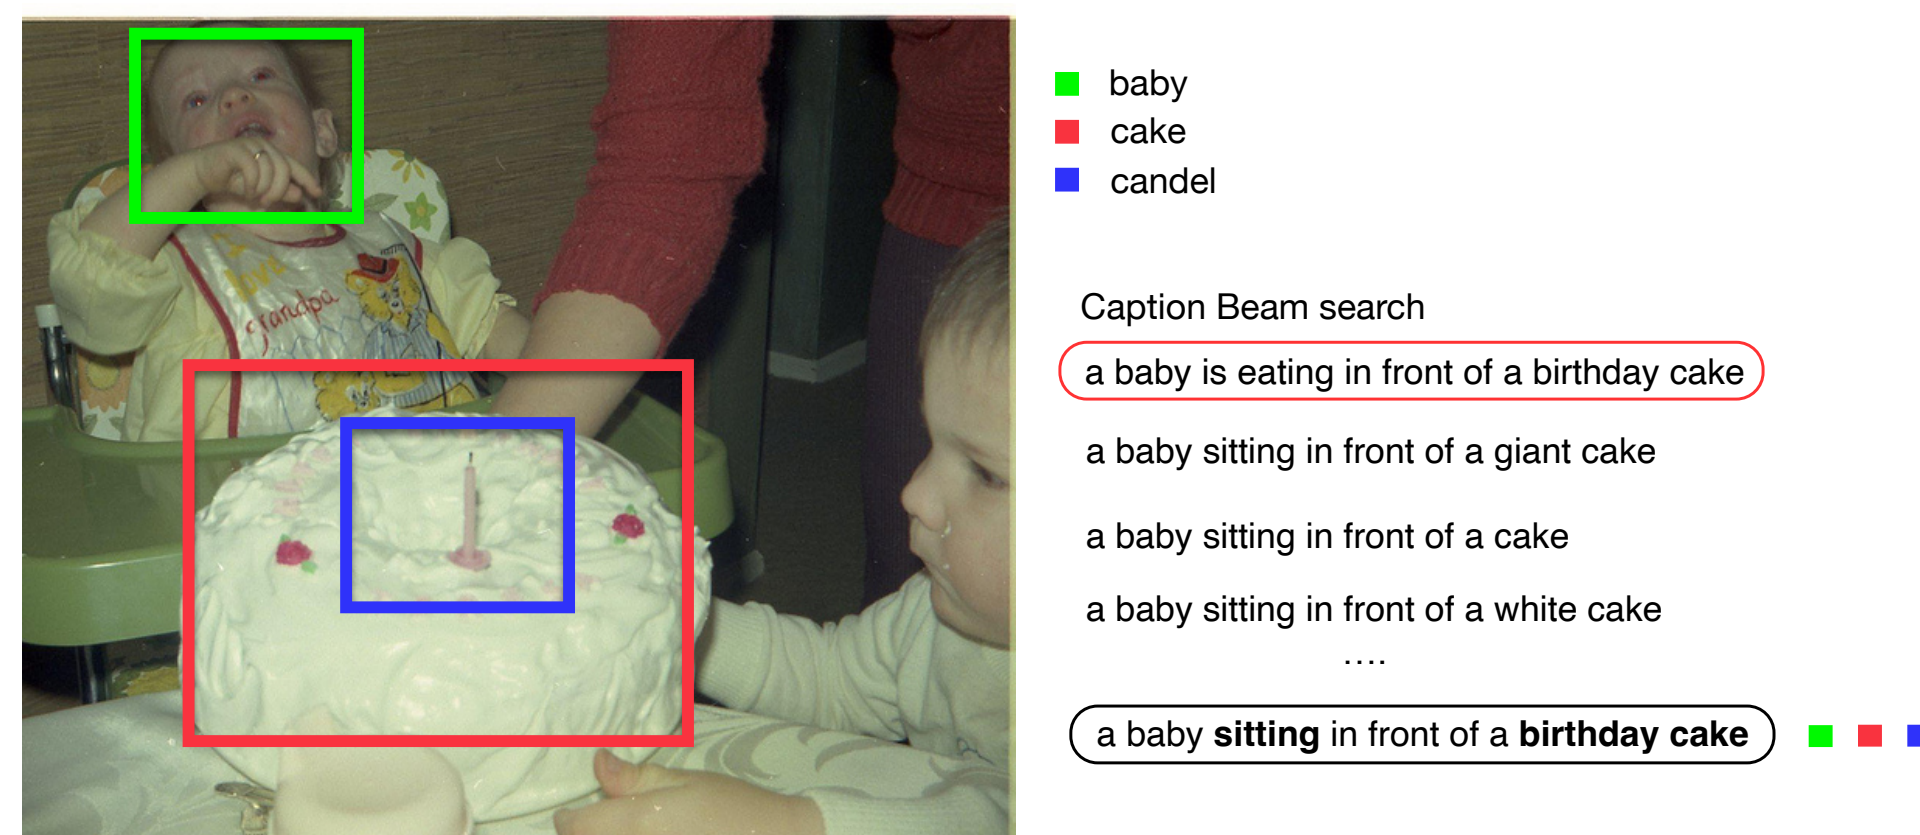 I
love
grandpa
baby
cake
candel
Caption Beam search
a baby is eating in front of a birthday cake
a baby sitting in front of a giant cake
a baby sitting in front of a cake
a baby sitting in front of a white cake
....
a baby sitting in front of a birthday cake